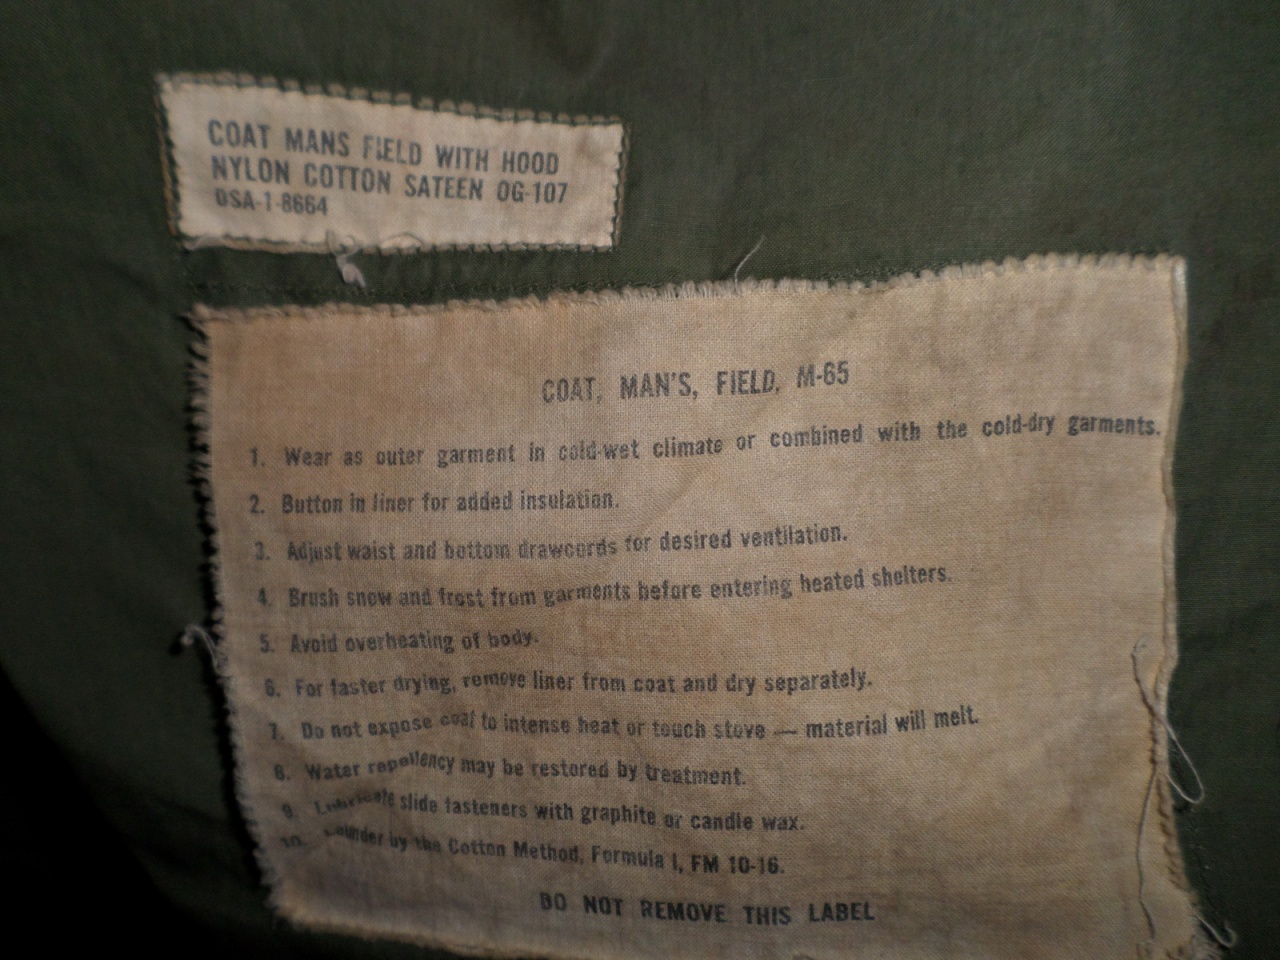 COAT MANS FIELD WITH HOOD
NYLON COTTON SATEEN OG-107
DSA-1-8664
COAT, MAN'S, FIELD, M-65
1. Wear as outer garment in cold-wet climate or combined with the cold-dry garments.
2. Button in liner for added insulation.
3. Adjust waist and bottom drawcords for desired ventilation.
4. Brush snow and frost from garments before entering heated shelters.
5. Avoid overheating of body.
6. For faster drying, remove liner from coat and dry separately.
7. Do not expose coat to intense heat or touch stove — material will melt.
8. Water repellency may be restored by treatment.
9. Lubricate slide fasteners with graphite or candle wax.
10. Launder by the Cotton Method, Formula I, FM 10-16.
DO NOT REMOVE THIS LABEL